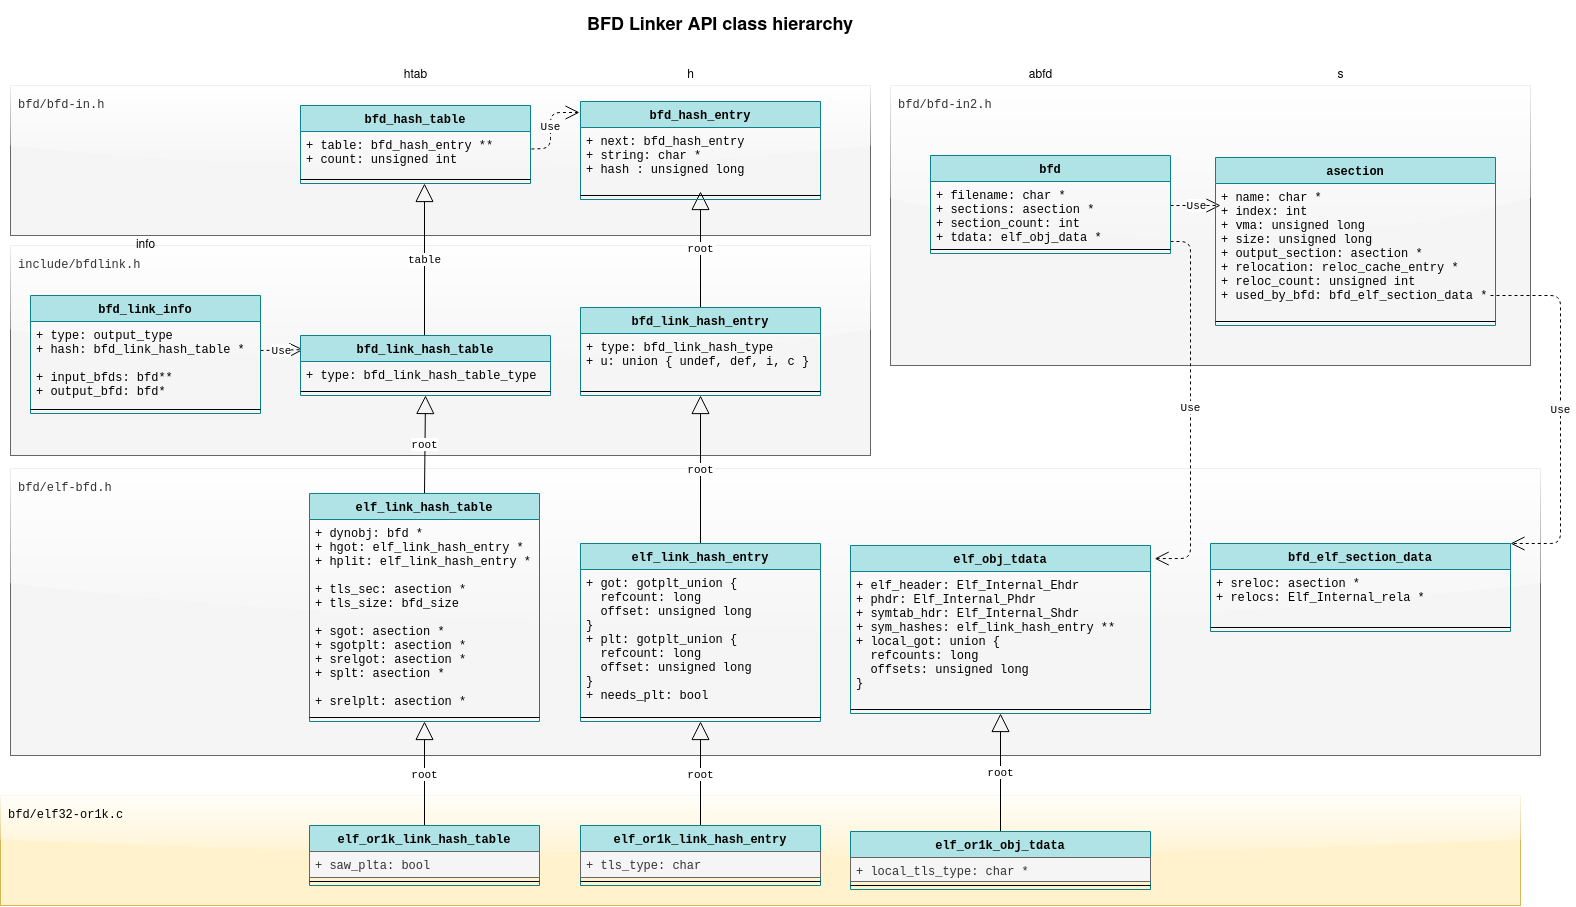 BFD Linker API class hierarchy
htab
h
abfd
s
bfd/bfd-in.h
bfd_hash_table
+ table: bfd_hash_entry **
+ count: unsigned int
Use
bfd_hash_entry
+ next: bfd_hash_entry
+ string: char *
+ hash : unsigned long
bfd/bfd-in2.h
bfd
+ filename: char *
+ sections: asection *
+ section_count: int
+ tdata: elf_obj_data *
Use
asection
+ name: char *
+ index: int
+ vma: unsigned long
+ size: unsigned long
+ output_section: asection *
+ relocation: reloc_cache_entry *
+ reloc_count: unsigned int
+ used_by_bfd: bfd_elf_section_data *
info
include/bfdlink.h
table
root
bfd_link_info
+ type: output_type
+ hash: bfd_link_hash_table *
+ input_bfds: bfd**
+ output_bfd: bfd*
Use
bfd_link_hash_table
+ type: bfd_link_hash_table_type
bfd_link_hash_entry
+ type: bfd_link_hash_type
+ u: union { undef, def, i, c }
Use
Use
root
root
bfd/elf-bfd.h
elf_link_hash_table
+ dynobj: bfd *
+ hgot: elf_link_hash_entry *
+ hplit: elf_link_hash_entry *
+ tls_sec: asection *
+ tls_size: bfd_size
+ sgot: asection *
+ sgotplt: asection *
+ srelgot: asection *
+ splt: asection *
+ srelplt: asection *
elf_link_hash_entry
+ got: gotplt_union {
refcount: long
offset: unsigned long
}
+ plt: gotplt_union {
refcount: long
offset: unsigned long
}
+ needs_plt: bool
elf_obj_tdata
+ elf_header: Elf_Internal_Ehdr
+ phdr: Elf_Internal_Phdr
+ symtab_hdr: Elf_Internal_Shdr
+ sym_hashes: elf_link_hash_entry **
+ local_got: union {
refcounts: long
offsets: unsigned long
}
bfd_elf_section_data
+ sreloc: asection *
+ relocs: Elf_Internal_rela *
root
root
root
bfd/elf32-or1k.c
elf_or1k_link_hash_table
+ saw_plta: bool
elf_or1k_link_hash_entry
+ tls_type: char
elf_or1k_obj_tdata
+ local_tls_type: char *